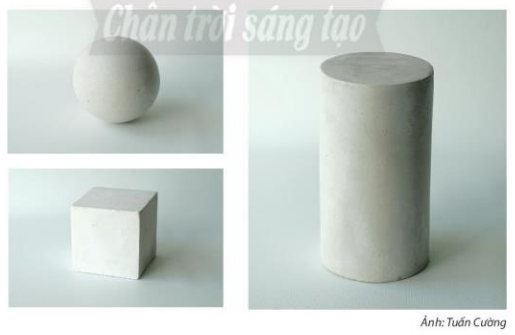 Chân trời sáng tạo
Ảnh: Tuấn Cường